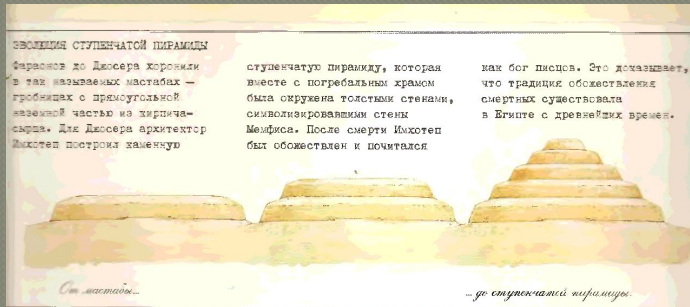 ЭВОЛЮЦИЯ СТУПЕНЧАТОЙ ПИРАМИДЫ
Фараонов до Джосера хоронили
в так называемых мастабах —
гробницах с прямоугольной
наземной частью из кирпича-
сырца. Для Джосера архитектор
Имхотеп построил каменную
ступенчатую пирамиду, которая
вместе с погребальным храмом
была окружена толстыми стенами,
символизировавшими стены
Мемфиса. После смерти Имхотеп
был обожествлен и почитался
как бог писцов. Это доказывает,
что традиция обожествления
смертных существовала
в Египте с древнейших времен.
От мастабы...
...до ступенчатой пирамиды.